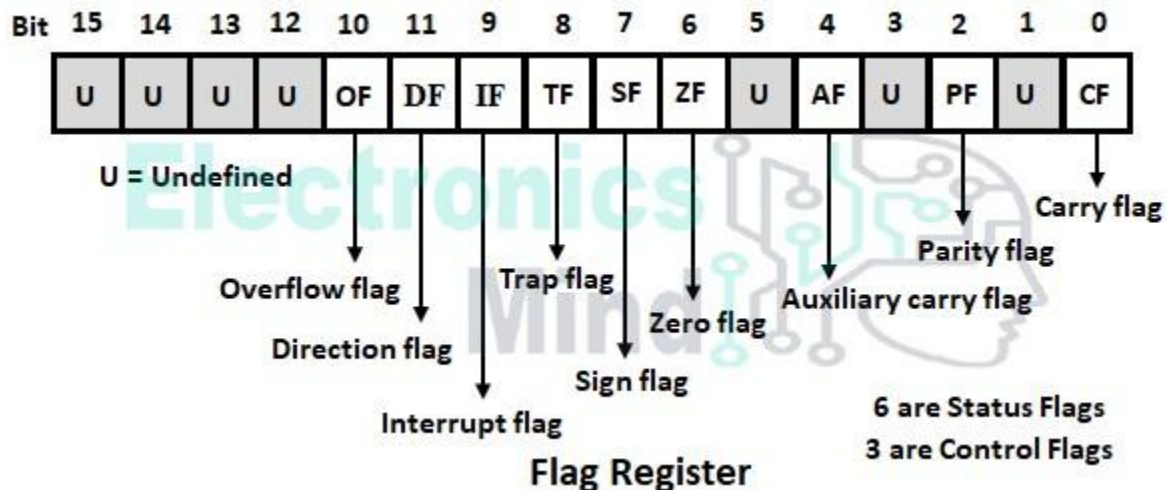 Bit 15 14 13 12 10 11 9 8 7 6 5 4 3 2 1 0
U U U U OF DF IF TF SF ZF U AF U PF U CF
U = Undefined
Electronics
Mind
Carry flag
Parity flag
Overflow flag
Trap flag
Auxiliary carry flag
Zero flag
Direction flag
Sign flag
Interrupt flag
6 are Status Flags
3 are Control Flags
Flag Register